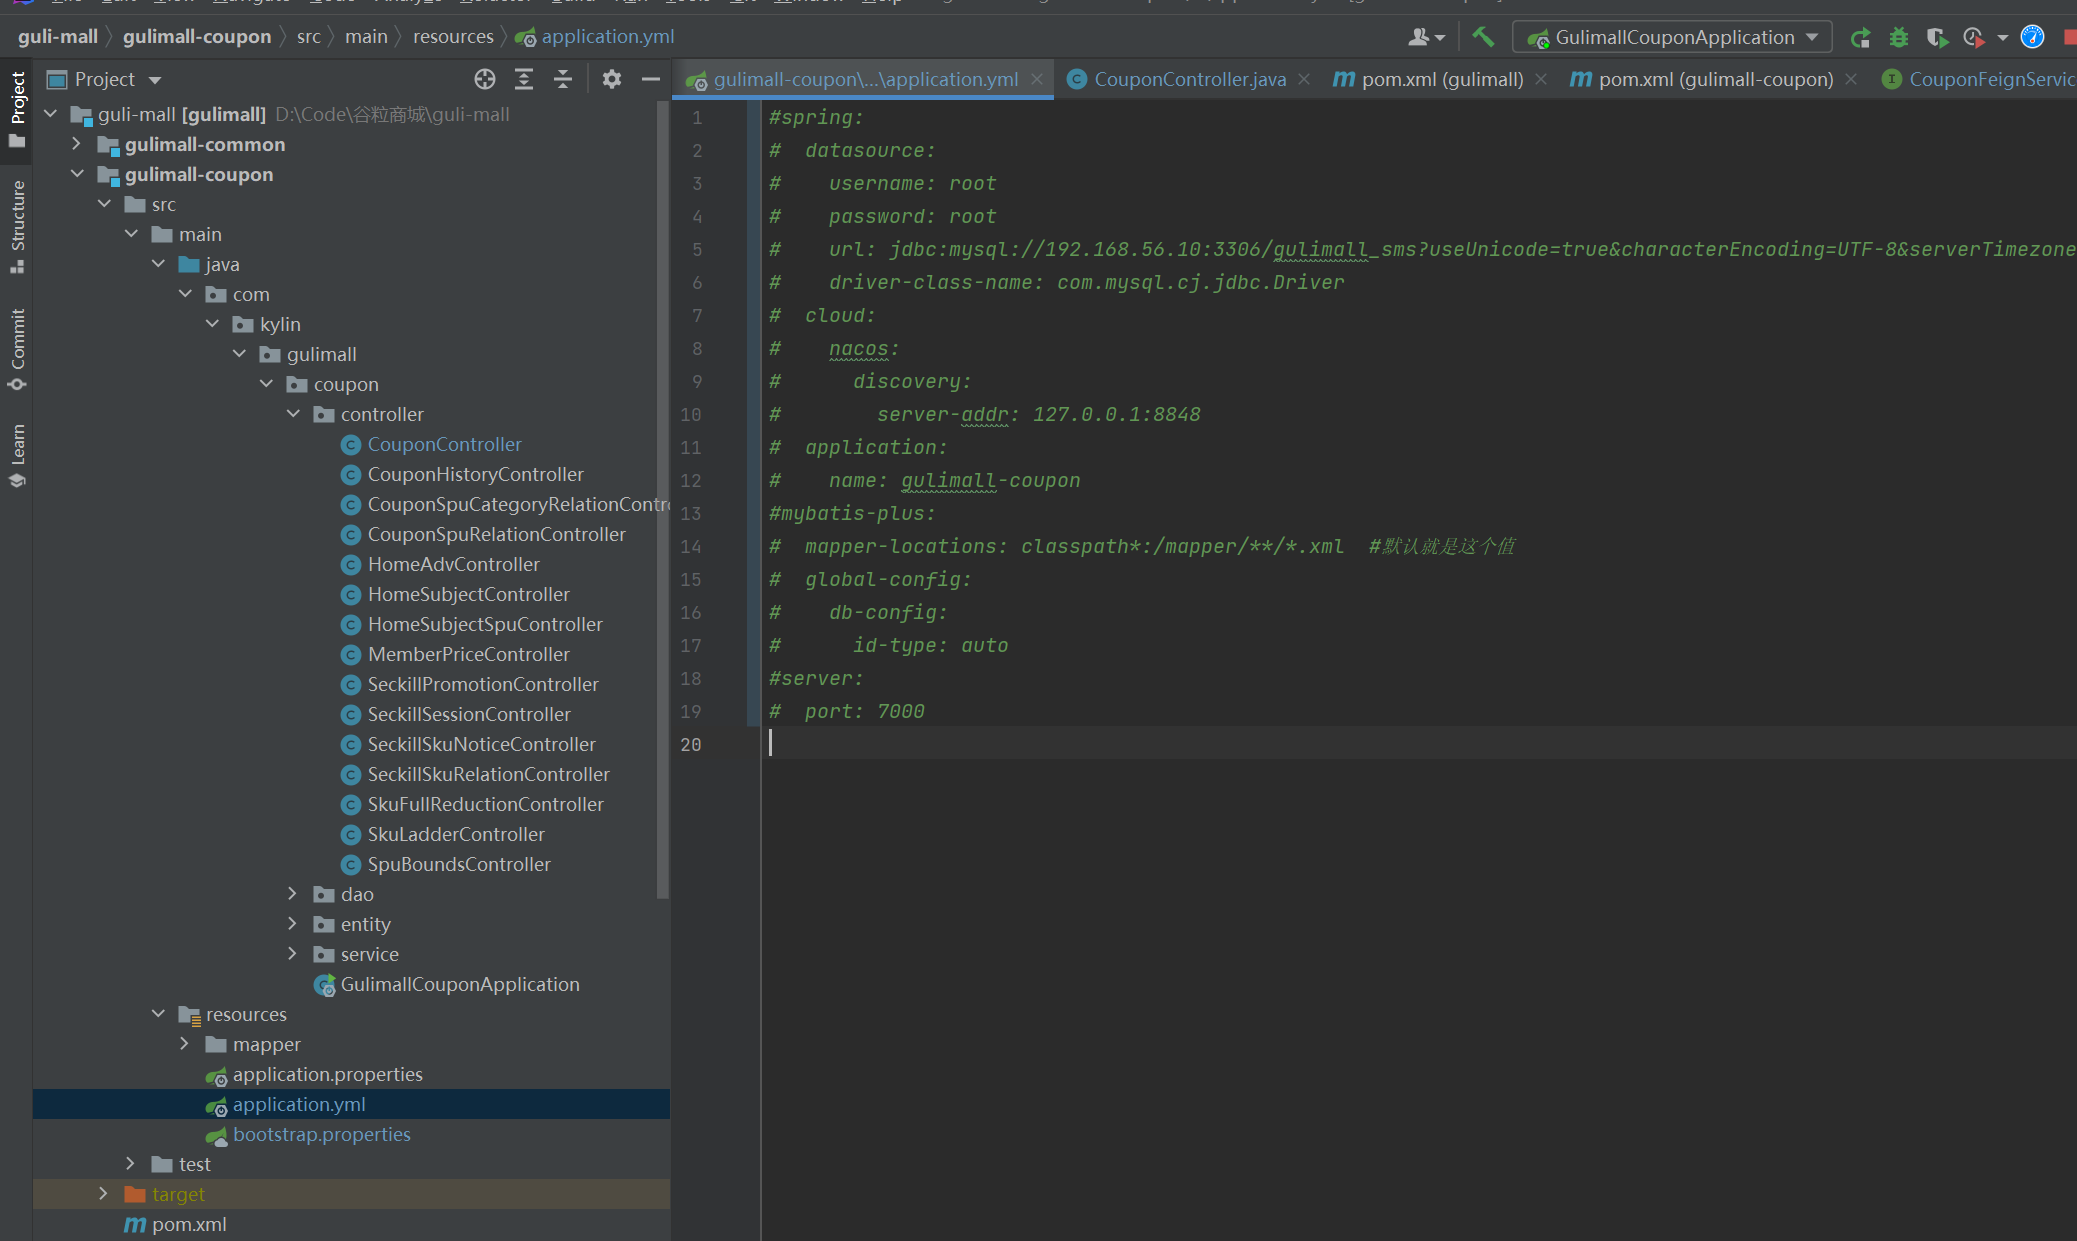 guli-mall gulimall-coupon src main resources application.yml
GulimallCouponApplication
Project
gulimall-coupon\...\application.yml
CouponController.java
pom.xml (gulimall)
pom.xml (gulimall-coupon)
CouponFeignServic
Project
Structure
Commit
Learn
guli-mall [gulimall] D:\Code\谷粒商城\guli-mall
gulimall-common
gulimall-coupon
src
main
java
com
kylin
gulimall
coupon
controller
CouponController
CouponHistoryController
CouponSpuCategoryRelationContr
CouponSpuRelationController
HomeAdvController
HomeSubjectController
HomeSubjectSpuController
MemberPriceController
SeckillPromotionController
SeckillSessionController
SeckillSkuNoticeController
SeckillSkuRelationController
SkuFullReductionController
SkuLadderController
SpuBoundsController
dao
entity
service
GulimallCouponApplication
resources
mapper
application.properties
application.yml
bootstrap.properties
test
target
pom.xml
1 #spring:
2 #  datasource:
3 #    username: root
4 #    password: root
5 #    url: jdbc:mysql://192.168.56.10:3306/gulimall_sms?useUnicode=true&characterEncoding=UTF-8&serverTimezone
6 #    driver-class-name: com.mysql.cj.jdbc.Driver
7 #  cloud:
8 #    nacos:
9 #      discovery:
10 #        server-addr: 127.0.0.1:8848
11 #  application:
12 #    name: gulimall-coupon
13 #mybatis-plus:
14 #  mapper-locations: classpath*:/mapper/**/*.xml  #默认就是这个值
15 #  global-config:
16 #    db-config:
17 #      id-type: auto
18 #server:
19 #  port: 7000
20